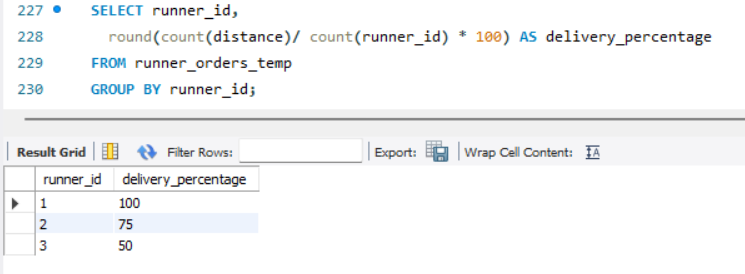 227 SELECT runner_id,
228 round(count(distance)/ count(runner_id) * 100) AS delivery_percentage
229 FROM runner_orders_temp
230 GROUP BY runner_id;
Result Grid Filter Rows: Export: Wrap Cell Content: IA
runner_id delivery_percentage
1 100
2 75
3 50